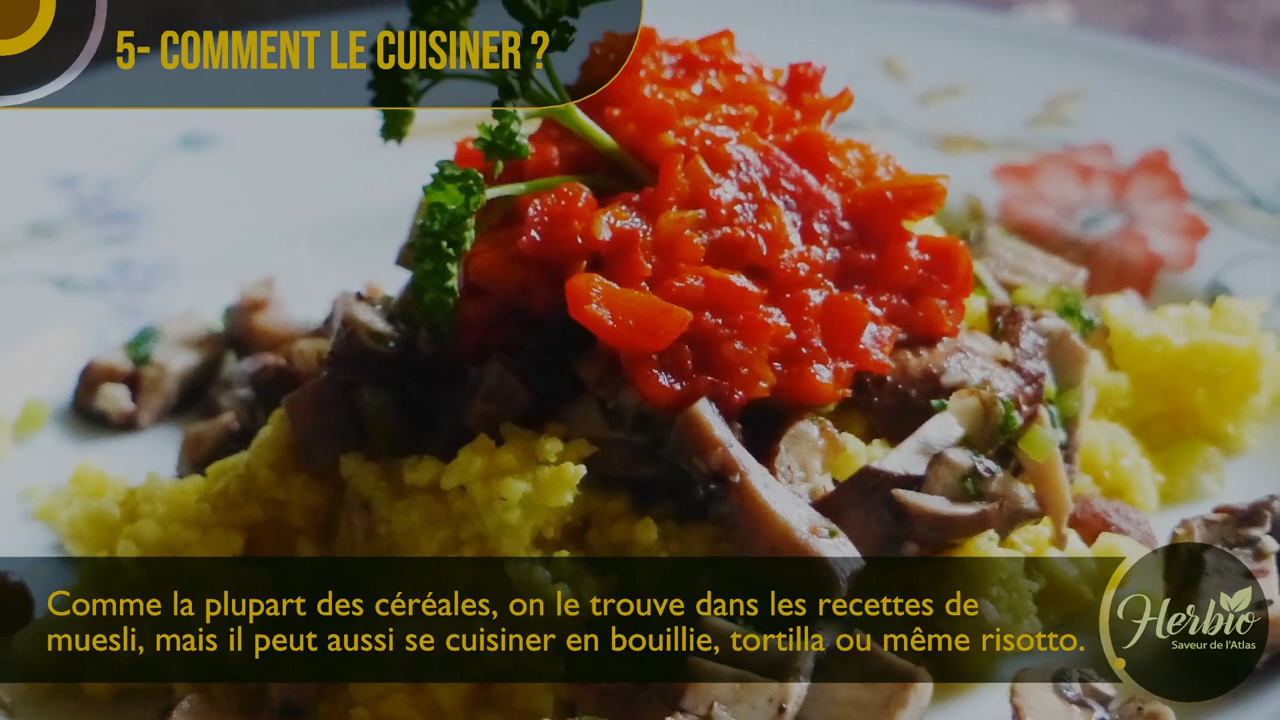 5- COMMENT LE CUISINER ?
Comme la plupart des céréales, on le trouve dans les recettes de
muesli, mais il peut aussi se cuisiner en bouillie, tortilla ou même risotto.
Herbio
Saveur de l'Atlas